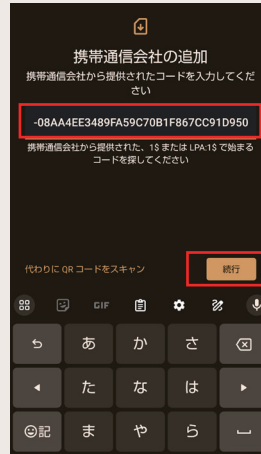 携帯通信会社の追加
携帯通信会社から提供されたコードを入力してくだ
さい
-08AA4EE3489FA59C70B1F867CC91D950
携帯通信会社から提供された、1$ または LPA:1$ で始まる
コードを探してください
代わりに QR コードをスキャン
続行
GIF
あ
か
さ
た
な
は
記
ま
や
ら